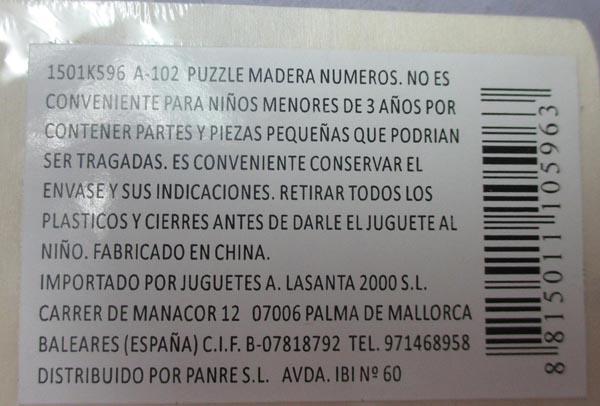 1501K596 A-102 PUZZLE MADERA NUMEROS. NO ES
CONVENIENTE PARA NIÑOS MENORES DE 3 AÑOS POR
CONTENER PARTES Y PIEZAS PEQUEÑAS QUE PODRIAN
SER TRAGADAS. ES CONVENIENTE CONSERVAR EL
ENVASE Y SUS INDICACIONES. RETIRAR TODOS LOS
PLASTICOS Y CIERRES ANTES DE DARLE EL JUGUETE AL
NIÑO. FABRICADO EN CHINA.
IMPORTADO POR JUGUETES A. LASANTA 2000 S.L.
CARRER DE MANACOR 12 07006 PALMA DE MALLORCA
BALEARES (ESPAÑA) C.I.F. B-07818792 TEL. 971468958
DISTRIBUIDO POR PANRE S.L. AVDA. IBI Nº 60
8 815011 105963